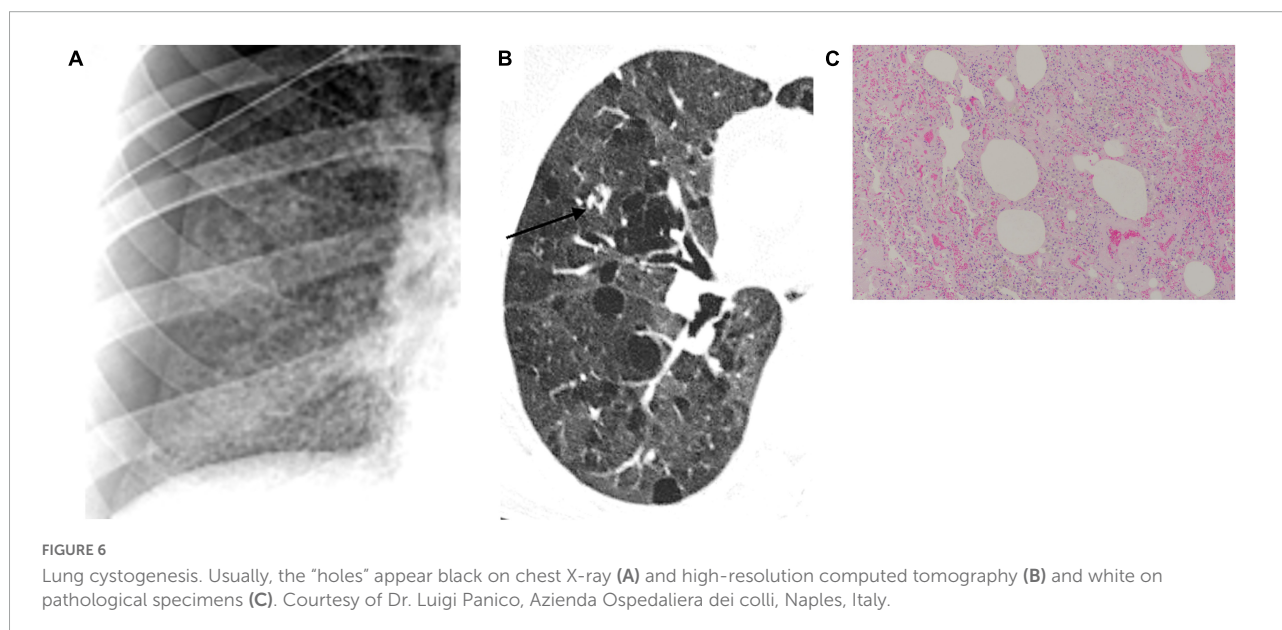 A
B
C
FIGURE 6
Lung cystogenesis. Usually, the “holes” appear black on chest X-ray (A) and high-resolution computed tomography (B) and white on
pathological specimens (C). Courtesy of Dr. Luigi Panico, Azienda Ospedaliera dei colli, Naples, Italy.